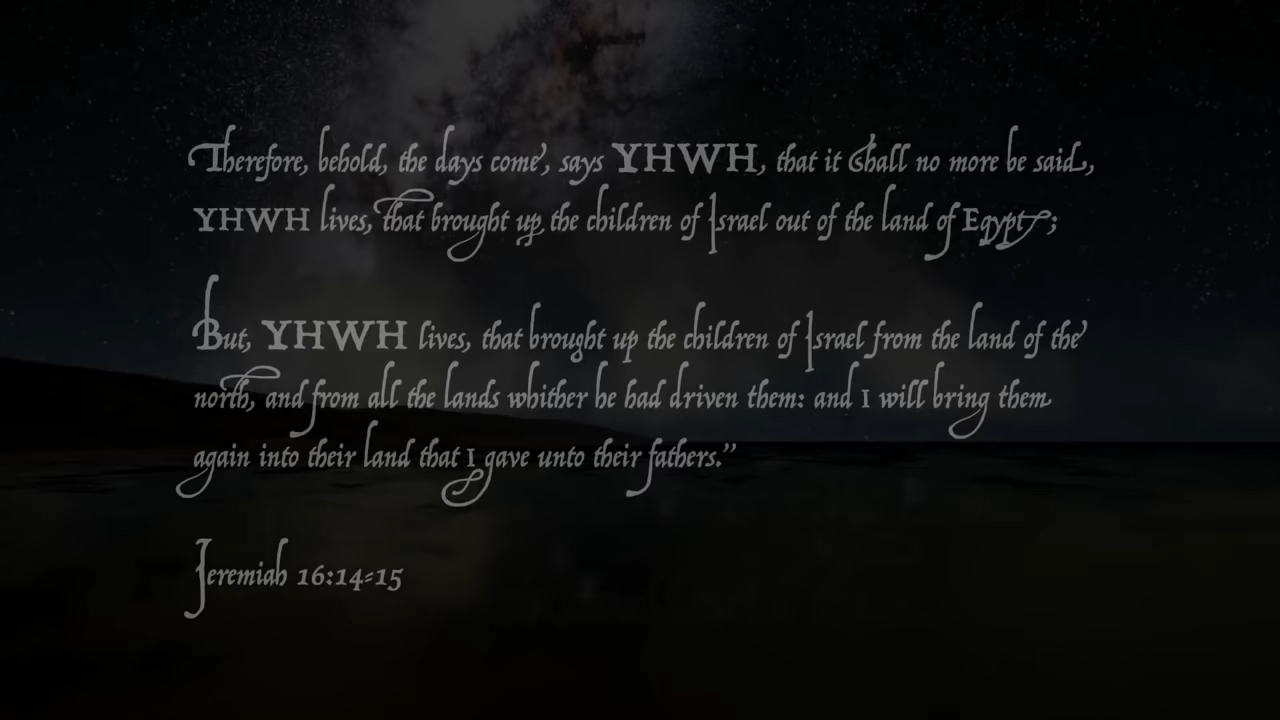 Therefore, behold, the days come, says YHWH, that it shall no more be said,
YHWH lives, that brought up the children of Israel out of the land of Egypt;
But, YHWH lives, that brought up the children of Israel from the land of the
north, and from all the lands whither he had driven them: and I will bring them
again into their land that I gave unto their fathers.”
Jeremiah 16:14-15